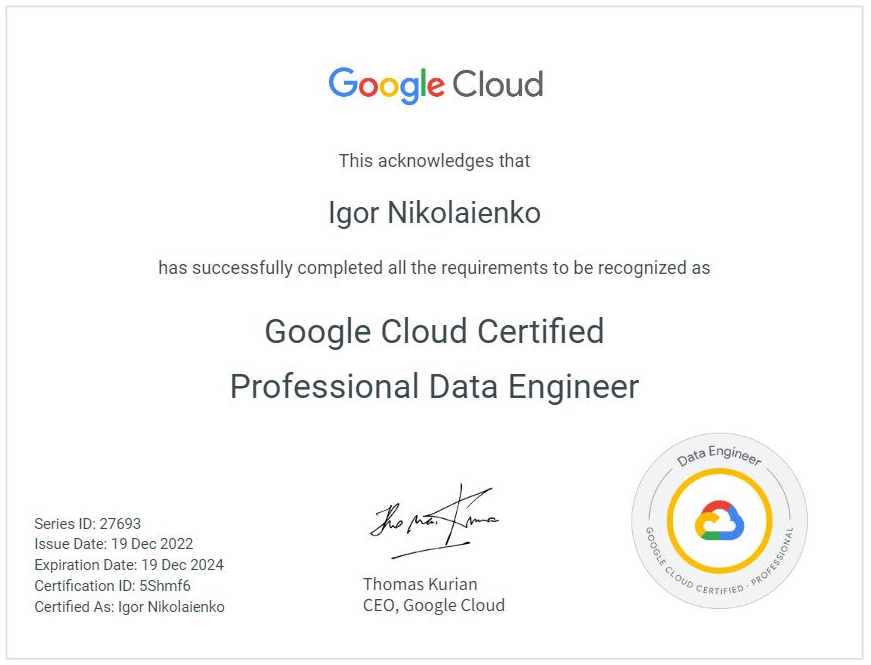 Google Cloud
This acknowledges that
Igor Nikolaienko
has successfully completed all the requirements to be recognized as
Google Cloud Certified
Professional Data Engineer
Series ID: 27693
Issue Date: 19 Dec 2022
Expiration Date: 19 Dec 2024
Certification ID: 5Shmf6
Certified As: Igor Nikolaienko
Thomas Kurian
Thomas Kurian
CEO, Google Cloud
Data Engineer
GOOGLE CLOUD CERTIFIED · PROFESSIONAL